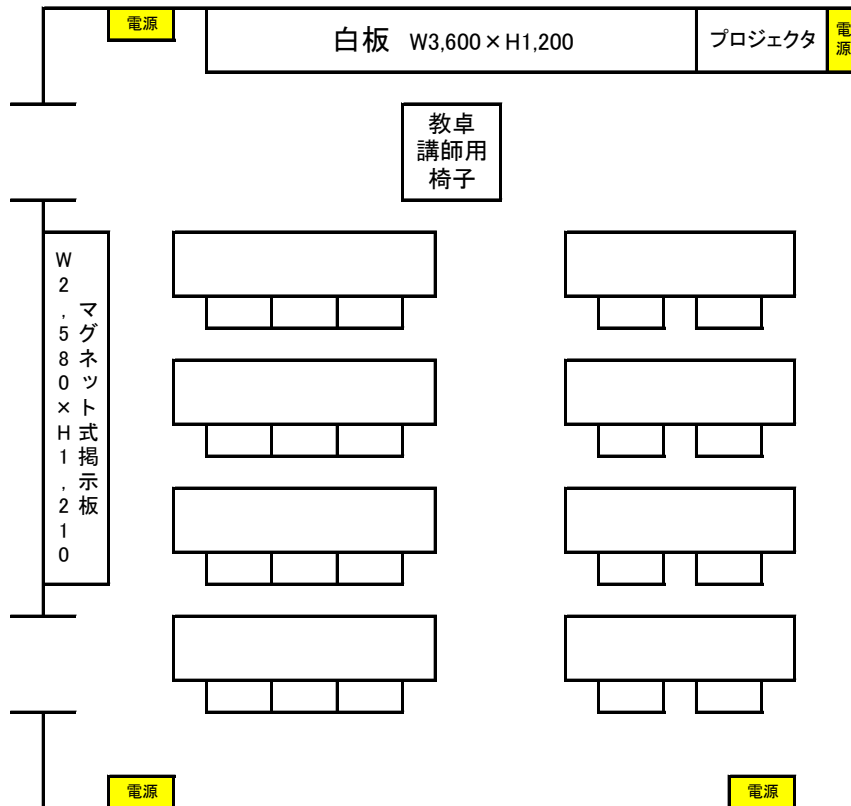 電源
白板 W3,600×H1,200
プロジェクタ
電源
教卓
講師用
椅子
マグネット式掲示板
W2,580×H1,210
電源
電源